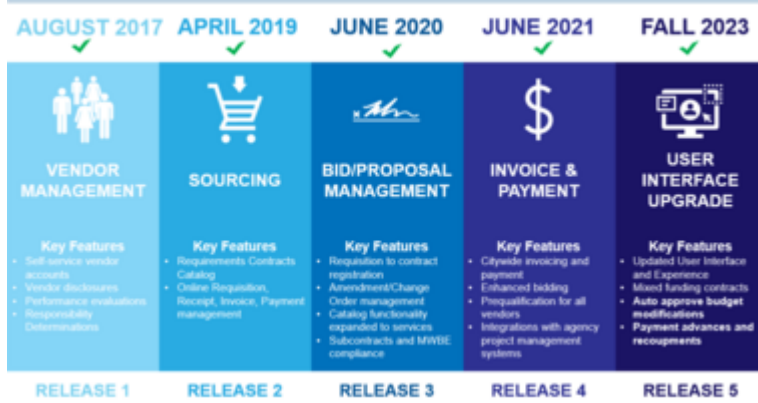 AUGUST 2017
VENDOR
MANAGEMENT
Key Features
Self-service vendor
accounts
Vendor disclosures
Performance evaluations
Responsibility
Determinations
RELEASE 1
APRIL 2019
SOURCING
Key Features
Requirements Contracts
Catalog
Online Requisition,
Receipt, Invoice, Payment
management
RELEASE 2
JUNE 2020
BID/PROPOSAL
MANAGEMENT
Key Features
Requisition to contract
registration
Amendment/Change
Order management
Catalog functionality
expanded to services
Subcontracts and MWBE
compliance
RELEASE 3
JUNE 2021
INVOICE &
PAYMENT
Key Features
Citywide invoicing and
payment
Enhanced bidding
Prequalification for all
vendors
Integrations with agency
project management
systems
RELEASE 4
FALL 2023
USER
INTERFACE
UPGRADE
Key Features
Updated User Interface
and Experience
Mixed funding contracts
Auto approve budget
modifications
Payment advances and
recoupments
RELEASE 5